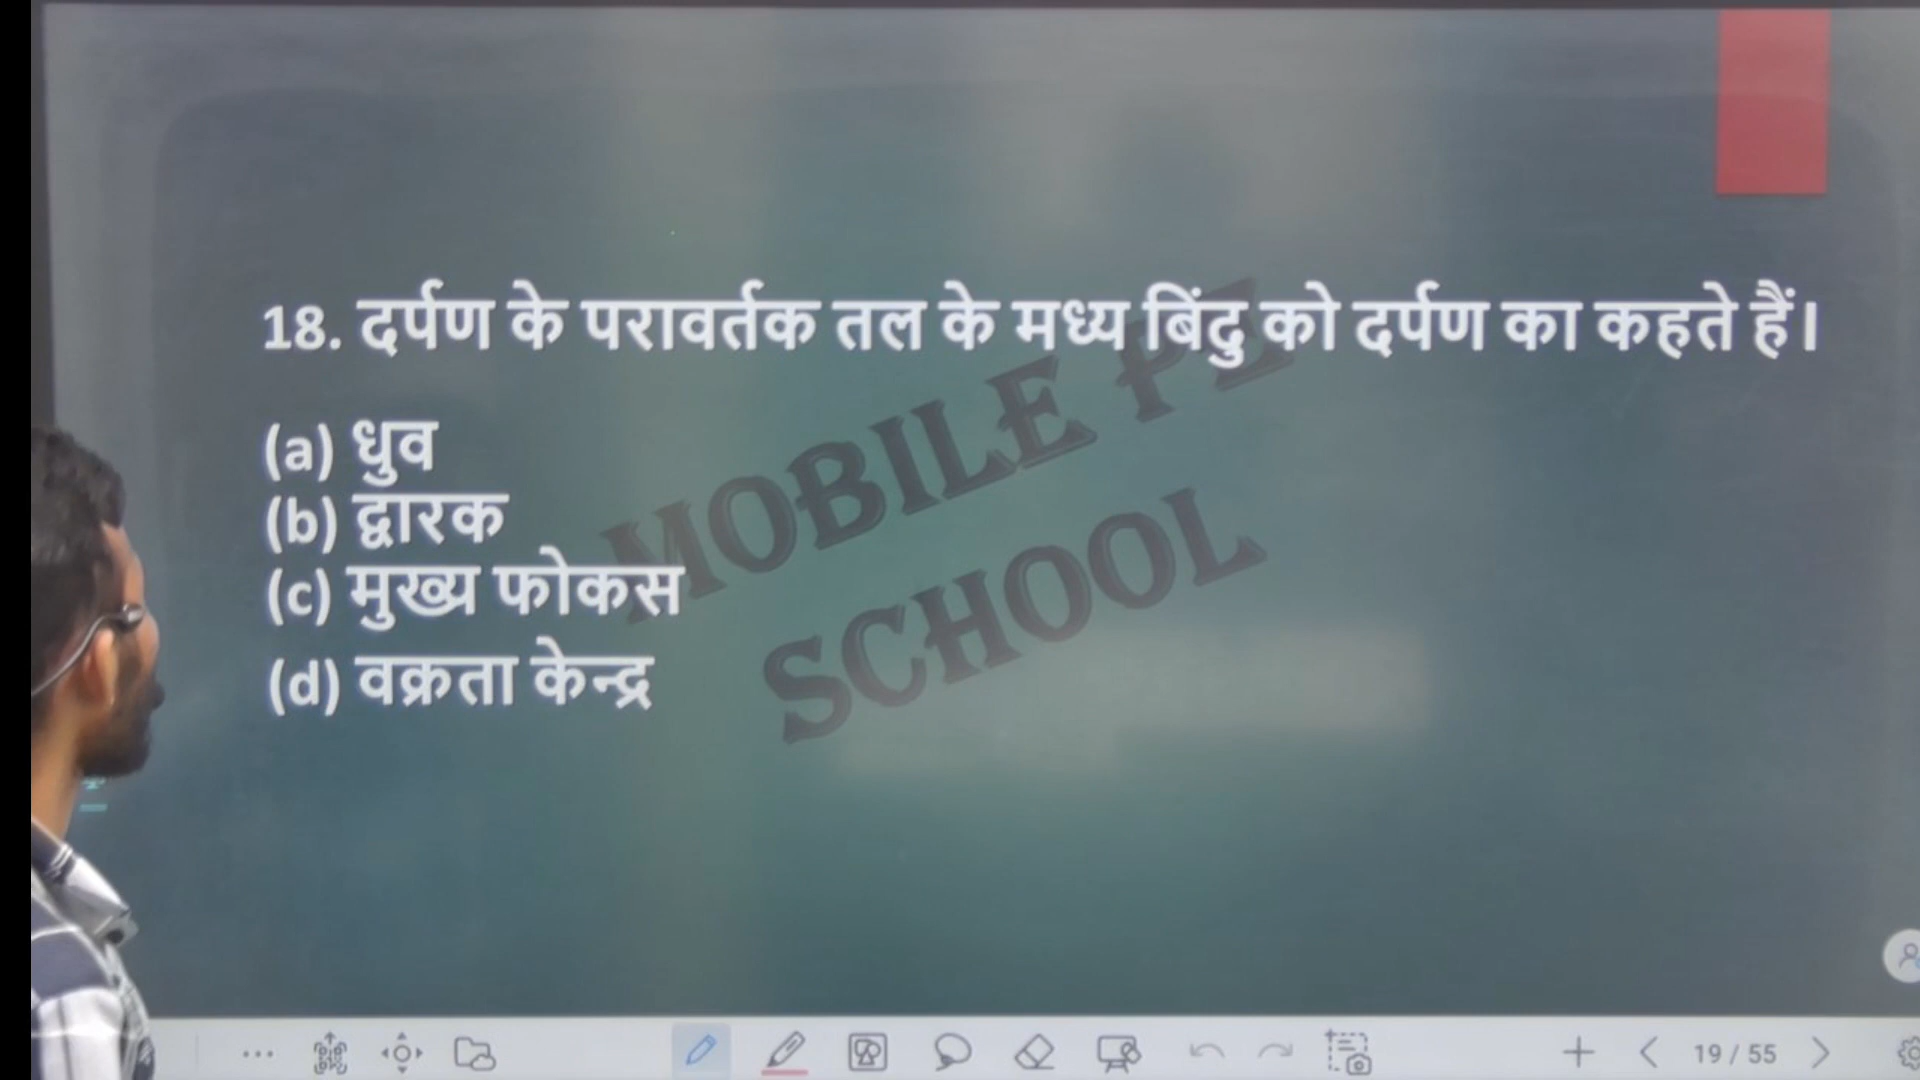 18. दर्पण के परावर्तक तल के मध्य बिंदु को दर्पण का कहते हैं।
(a) धुव
(b) द्वारक
(c) मुख्य फोकस
(d) वक्रता केन्द्र
MOBILE PE
SCHOOL
19 / 55